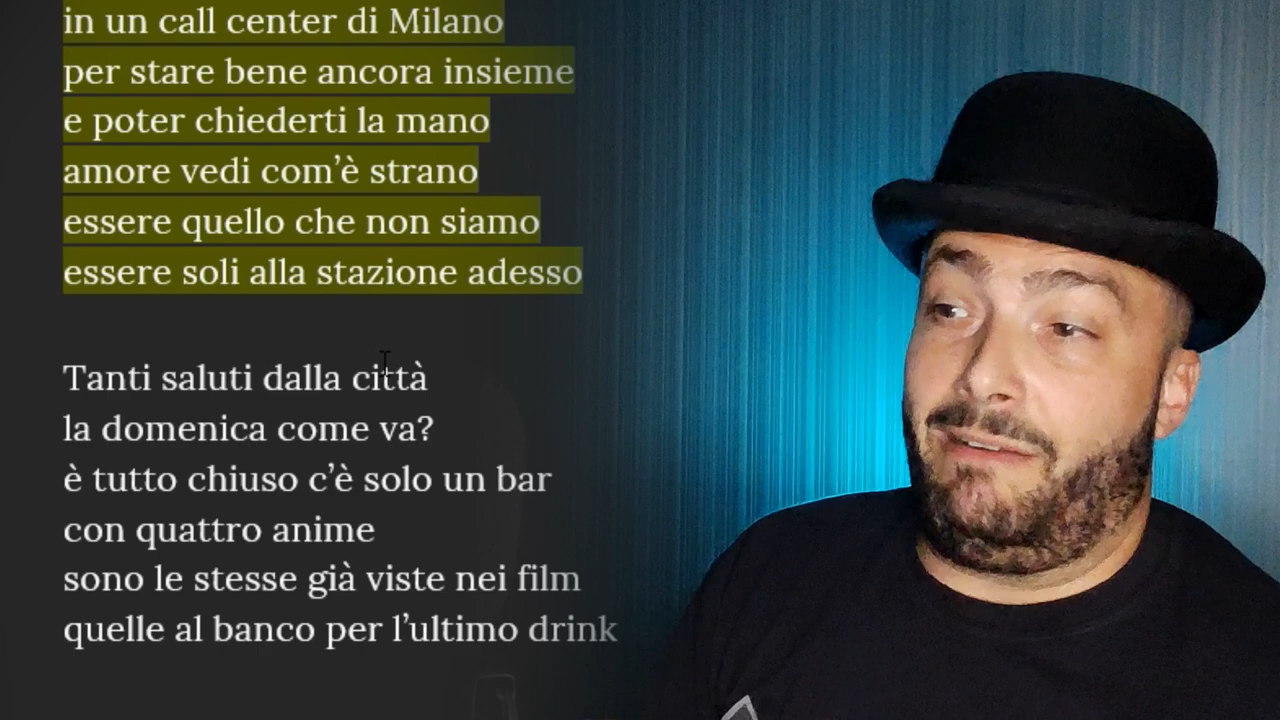 in un call center di Milano
per stare bene ancora insieme
e poter chiederti la mano
amore vedi com’è strano
essere quello che non siamo
essere soli alla stazione adesso
Tanti saluti dalla città
la domenica come va?
è tutto chiuso c’è solo un bar
con quattro anime
sono le stesse già viste nei film
quelle al banco per l’ultimo drink